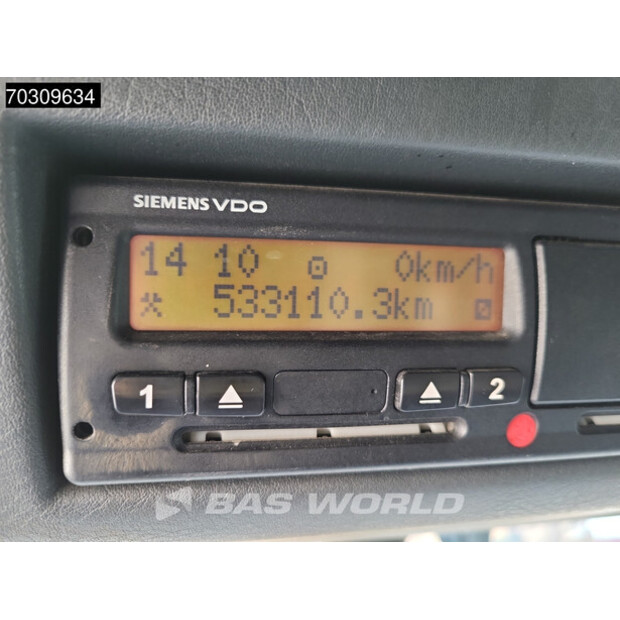 70309634
SIEMENS VDO
14 10 0km/h
533110.3km
1 2
BAS WORLD